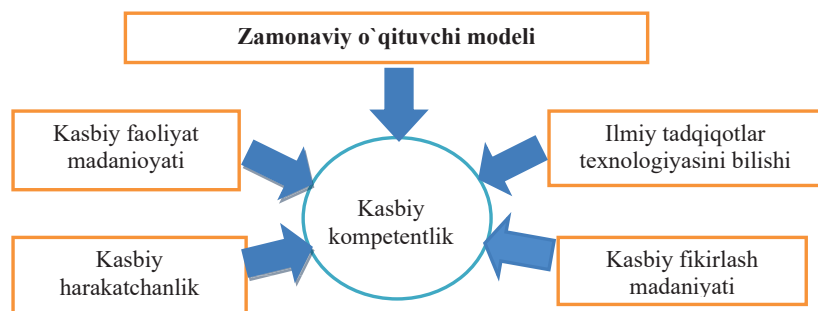 Zamonaviy o`qituvchi modeli
Kasbiy faoliyat
madanioyati
Ilmiy tadqiqotlar
texnologiyasini bilishi
Kasbiy
kompetentlik
Kasbiy
harakatchanlik
Kasbiy fikirlash
madaniyati